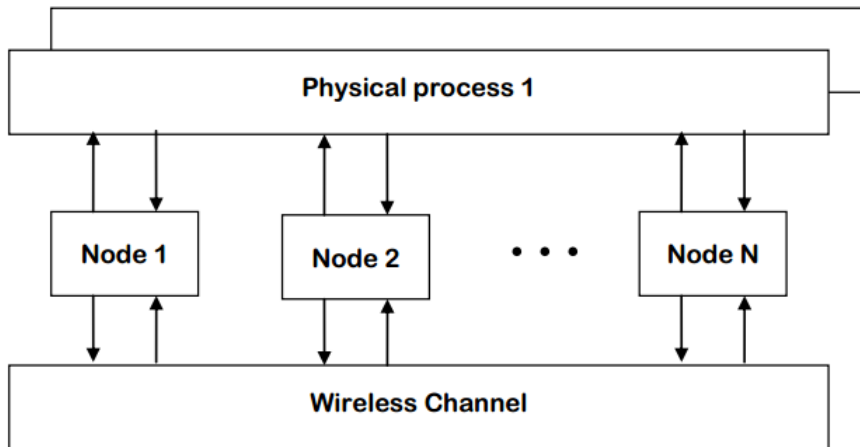 Physical process 1
Node 1
Node 2
• • •
Node N
Wireless Channel